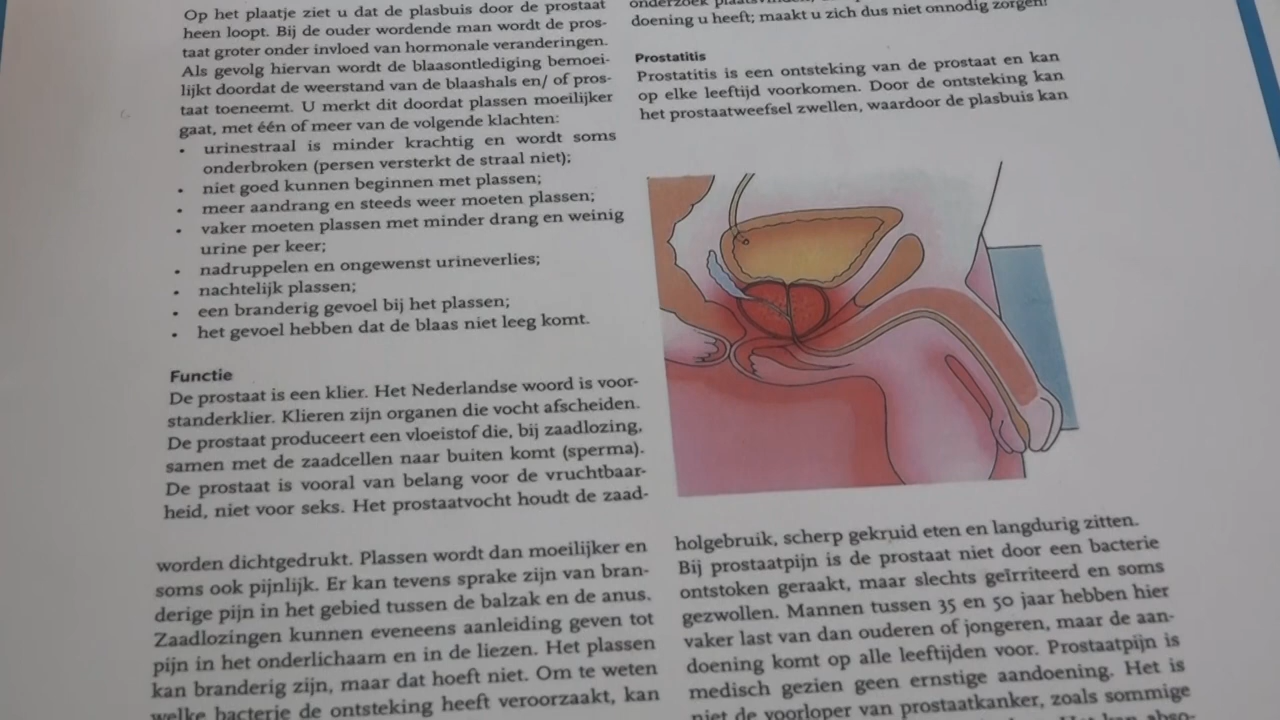 Op het plaatje ziet u dat de plasbuis door de prostaat
heen loopt. Bij de ouder wordende man wordt de pros-
taat groter onder invloed van hormonale veranderingen.
Als gevolg hiervan wordt de blaasontlediging bemoei-
lijkt doordat de weerstand van de blaashals en/ of pros-
taat toeneemt. U merkt dit doordat plassen moeilijker
gaat, met één of meer van de volgende klachten:
• urinestraal is minder krachtig en wordt soms
onderbroken (persen versterkt de straal niet);
• niet goed kunnen beginnen met plassen;
• meer aandrang en steeds weer moeten plassen;
• vaker moeten plassen met minder drang en weinig
urine per keer;
• nadruppelen en ongewenst urineverlies;
• nachtelijk plassen;
• een branderig gevoel bij het plassen;
• het gevoel hebben dat de blaas niet leeg komt.
Functie
De prostaat is een klier. Het Nederlandse woord is voor-
standerklier. Klieren zijn organen die vocht afscheiden.
De prostaat produceert een vloeistof die, bij zaadlozing,
samen met de zaadcellen naar buiten komt (sperma).
De prostaat is vooral van belang voor de vruchtbaar-
heid, niet voor seks. Het prostaatvocht houdt de zaad-
doening u heeft; maakt u zich dus niet onnodig zorgen!
Prostatitis
Prostatitis is een ontsteking van de prostaat en kan
op elke leeftijd voorkomen. Door de ontsteking kan
het prostaatweefsel zwellen, waardoor de plasbuis kan
worden dichtgedrukt. Plassen wordt dan moeilijker en
soms ook pijnlijk. Er kan tevens sprake zijn van bran-
derige pijn in het gebied tussen de balzak en de anus.
Zaadlozingen kunnen eveneens aanleiding geven tot
pijn in het onderlichaam en in de liezen. Het plassen
kan branderig zijn, maar dat hoeft niet. Om te weten
welke bacterie de ontsteking heeft veroorzaakt, kan
holgebruik, scherp gekruid eten en langdurig zitten.
Bij prostaatpijn is de prostaat niet door een bacterie
ontstoken geraakt, maar slechts geïrriteerd en soms
gezwollen. Mannen tussen 35 en 50 jaar hebben hier
vaker last van dan ouderen of jongeren, maar de aan-
doening komt op alle leeftijden voor. Prostaatpijn is
medisch gezien geen ernstige aandoening. Het is
niet de voorloper van prostaatkanker, zoals sommige